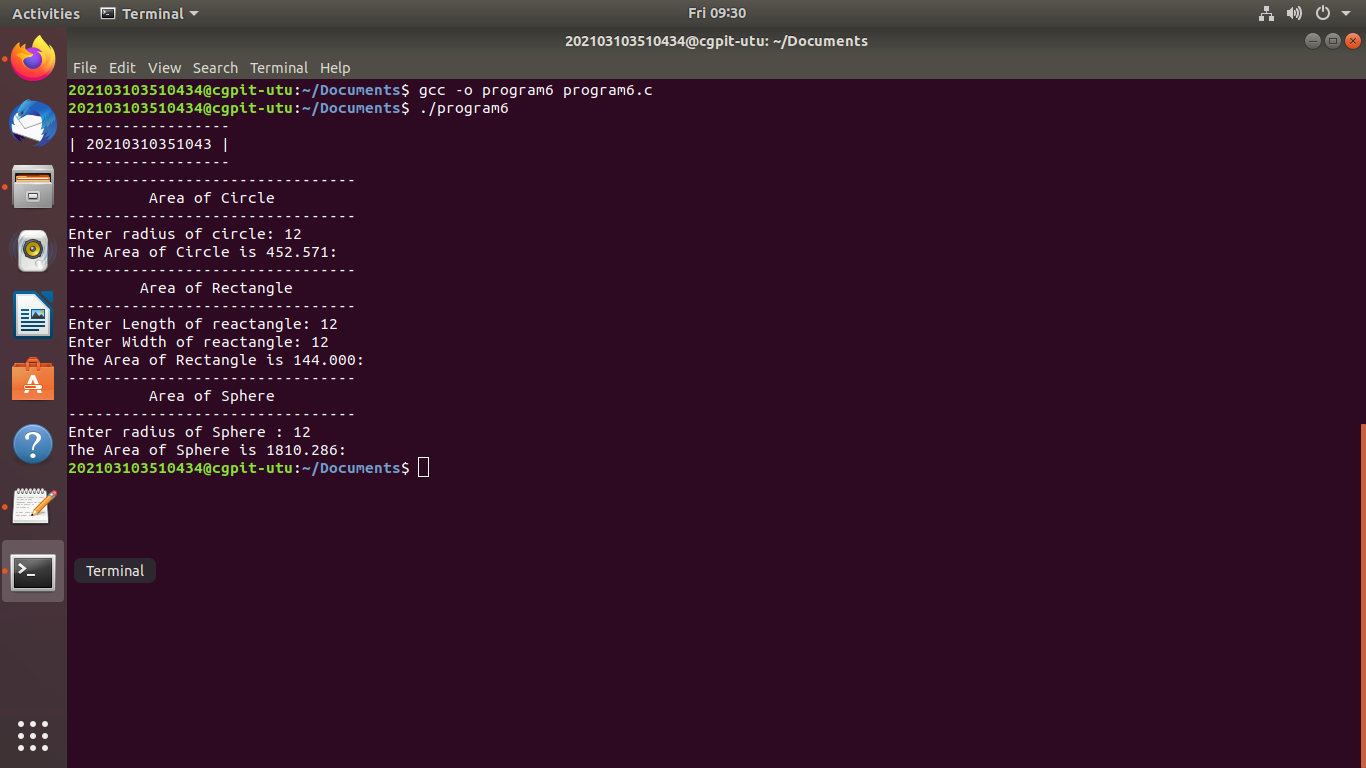 Activities Terminal Fri 09:30
202103103510434@cgpit-utu: ~/Documents
File Edit View Search Terminal Help
202103103510434@cgpit-utu:~/Documents$ gcc -o program6 program6.c
202103103510434@cgpit-utu:~/Documents$ ./program6
------------------
| 20210310351043 |
------------------
--------------------------------
         Area of Circle
--------------------------------
Enter radius of circle: 12
The Area of Circle is 452.571:
--------------------------------
        Area of Rectangle
--------------------------------
Enter Length of reactangle: 12
Enter Width of reactangle: 12
The Area of Rectangle is 144.000:
--------------------------------
         Area of Sphere
--------------------------------
Enter radius of Sphere : 12
The Area of Sphere is 1810.286:
202103103510434@cgpit-utu:~/Documents$
Terminal